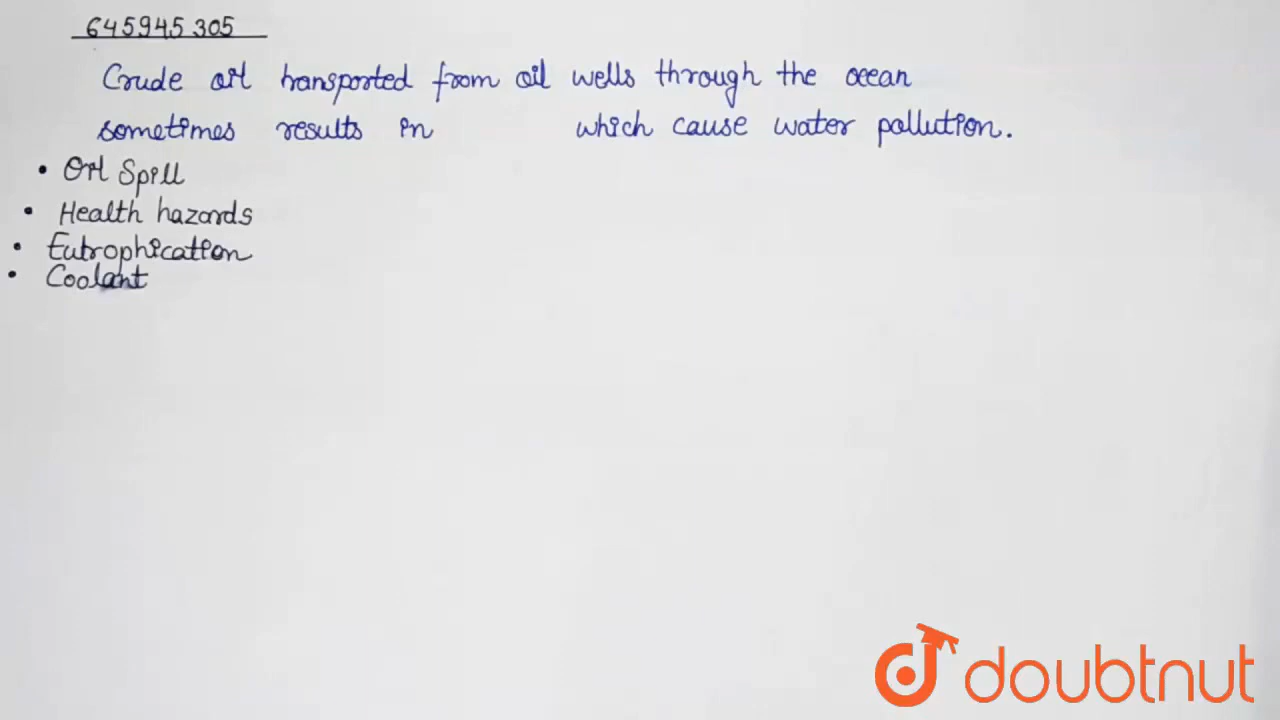 645945305
Crude oil transported from oil wells through the ocean
sometimes results in which cause water pollution.
• Oil Spill
• Health hazards
• Eutrophication
• Coolant
doubtnut